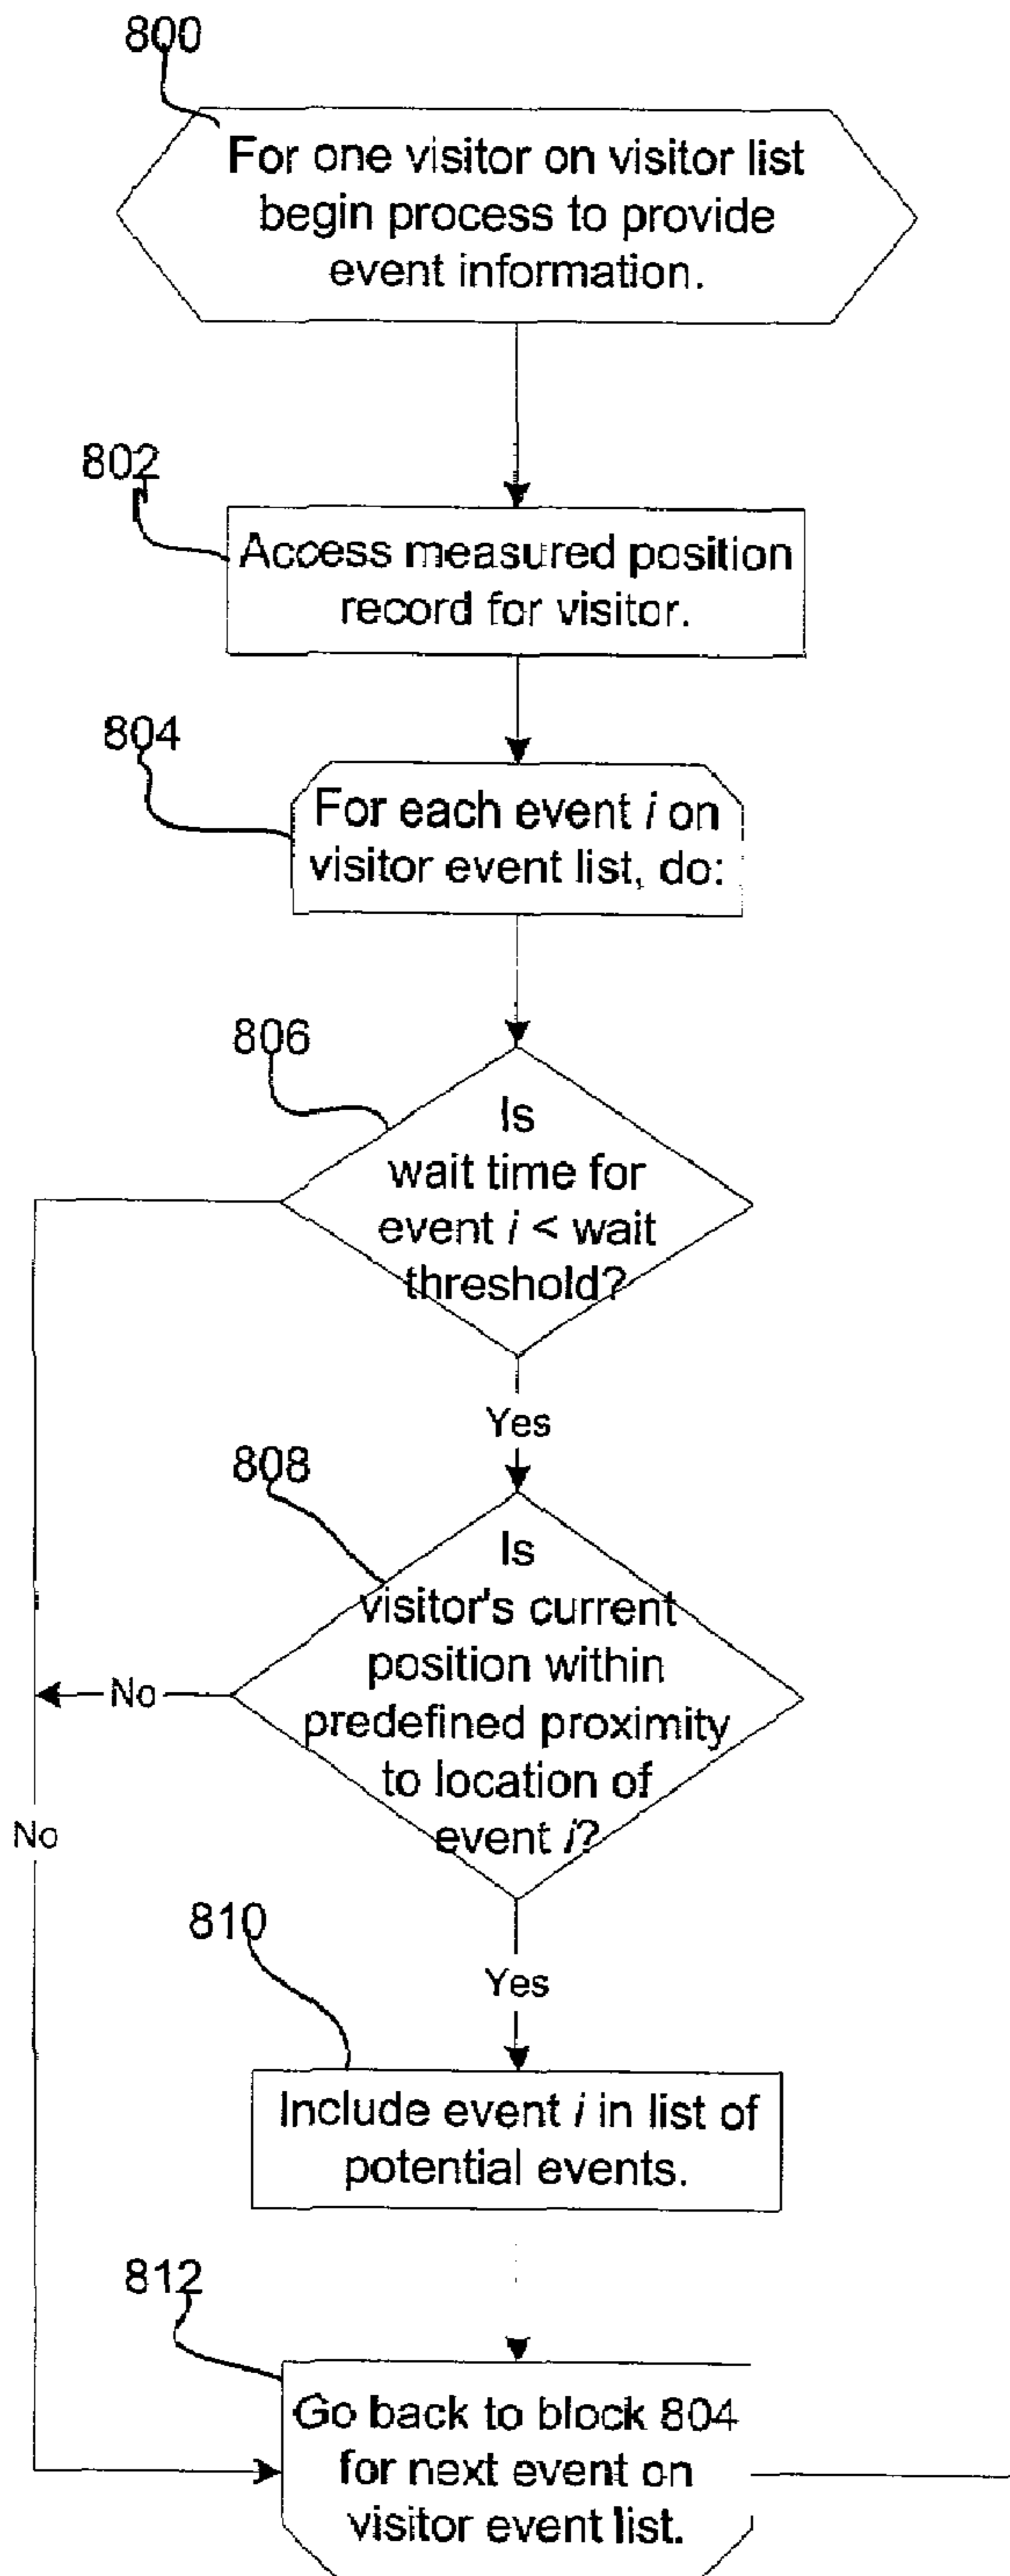 800
For one visitor on visitor list
begin process to provide
event information.
802
Access measured position
record for visitor.
804
For each event i on
visitor event list, do:
806
Is
wait time for
event i < wait
threshold?
Yes
808
Is
visitor's current
position within
predefined proximity
to location of
event i?
No
No
810
Yes
Include event i in list of
potential events.
812
Go back to block 804
for next event on
visitor event list.